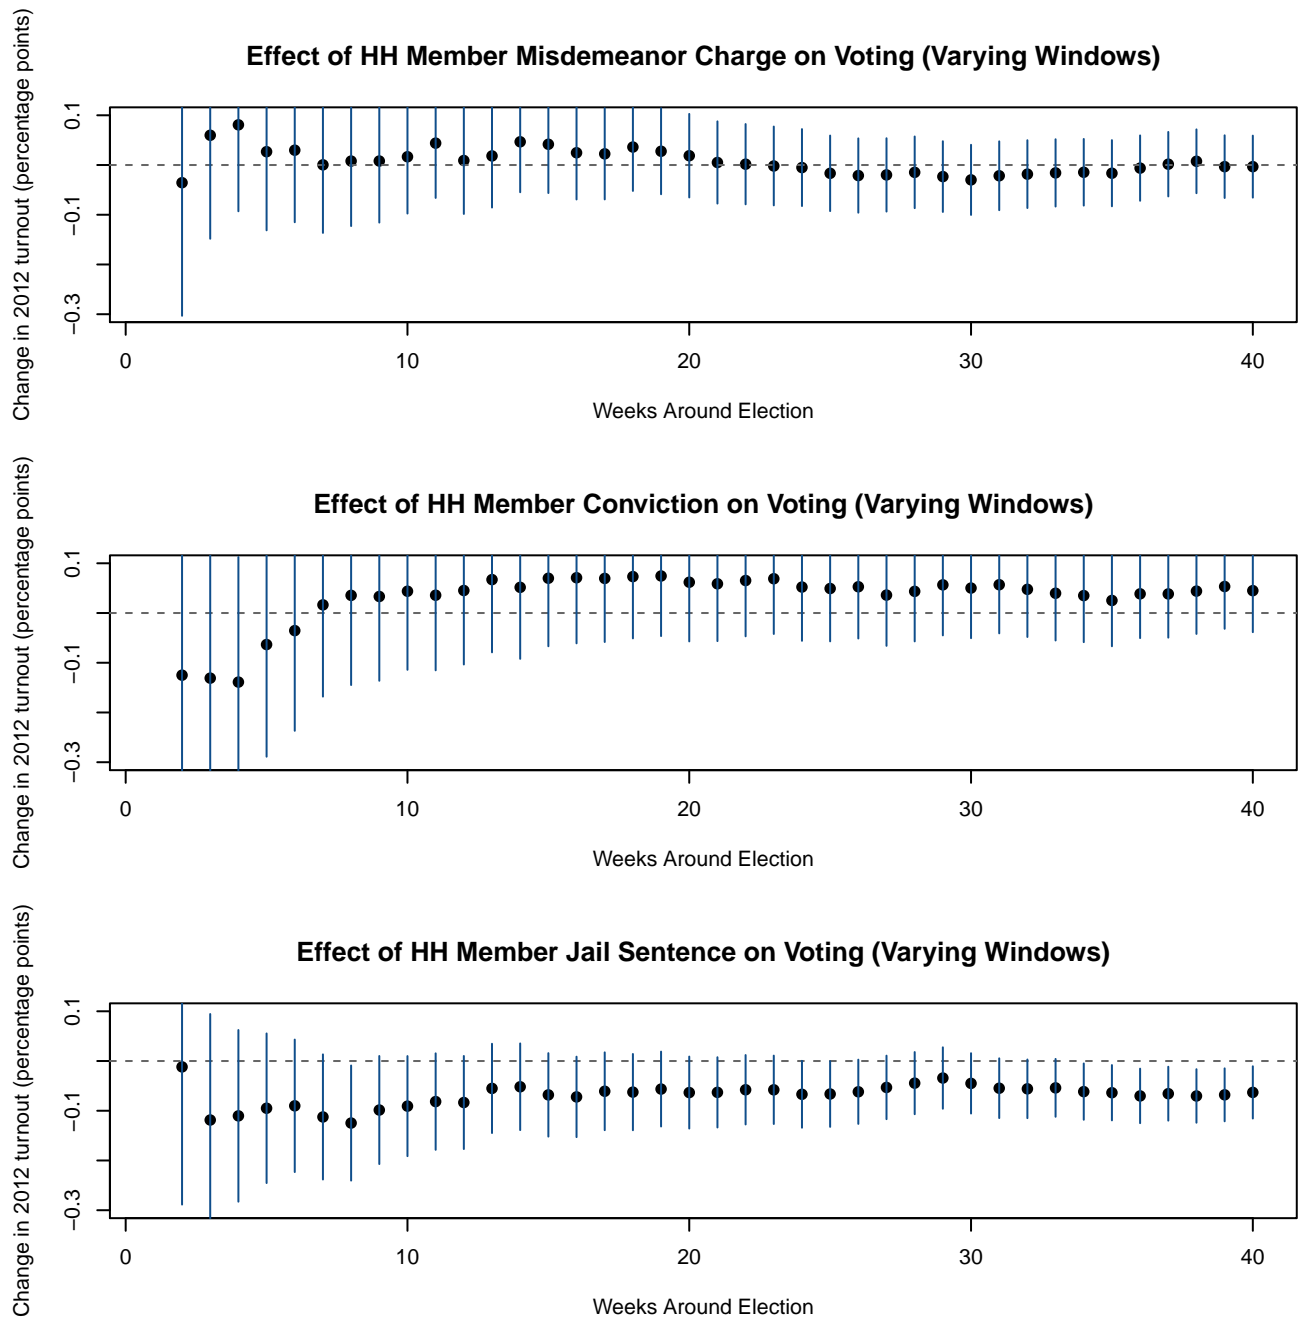 Effect of HH Member Misdemeanor Charge on Voting (Varying Windows)
Change in 2012 turnout (percentage points)
0.1
−0.1
−0.3
0 10 20 30 40
Weeks Around Election
Effect of HH Member Conviction on Voting (Varying Windows)
Change in 2012 turnout (percentage points)
0.1
−0.1
−0.3
0 10 20 30 40
Weeks Around Election
Effect of HH Member Jail Sentence on Voting (Varying Windows)
Change in 2012 turnout (percentage points)
0.1
−0.1
−0.3
0 10 20 30 40
Weeks Around Election